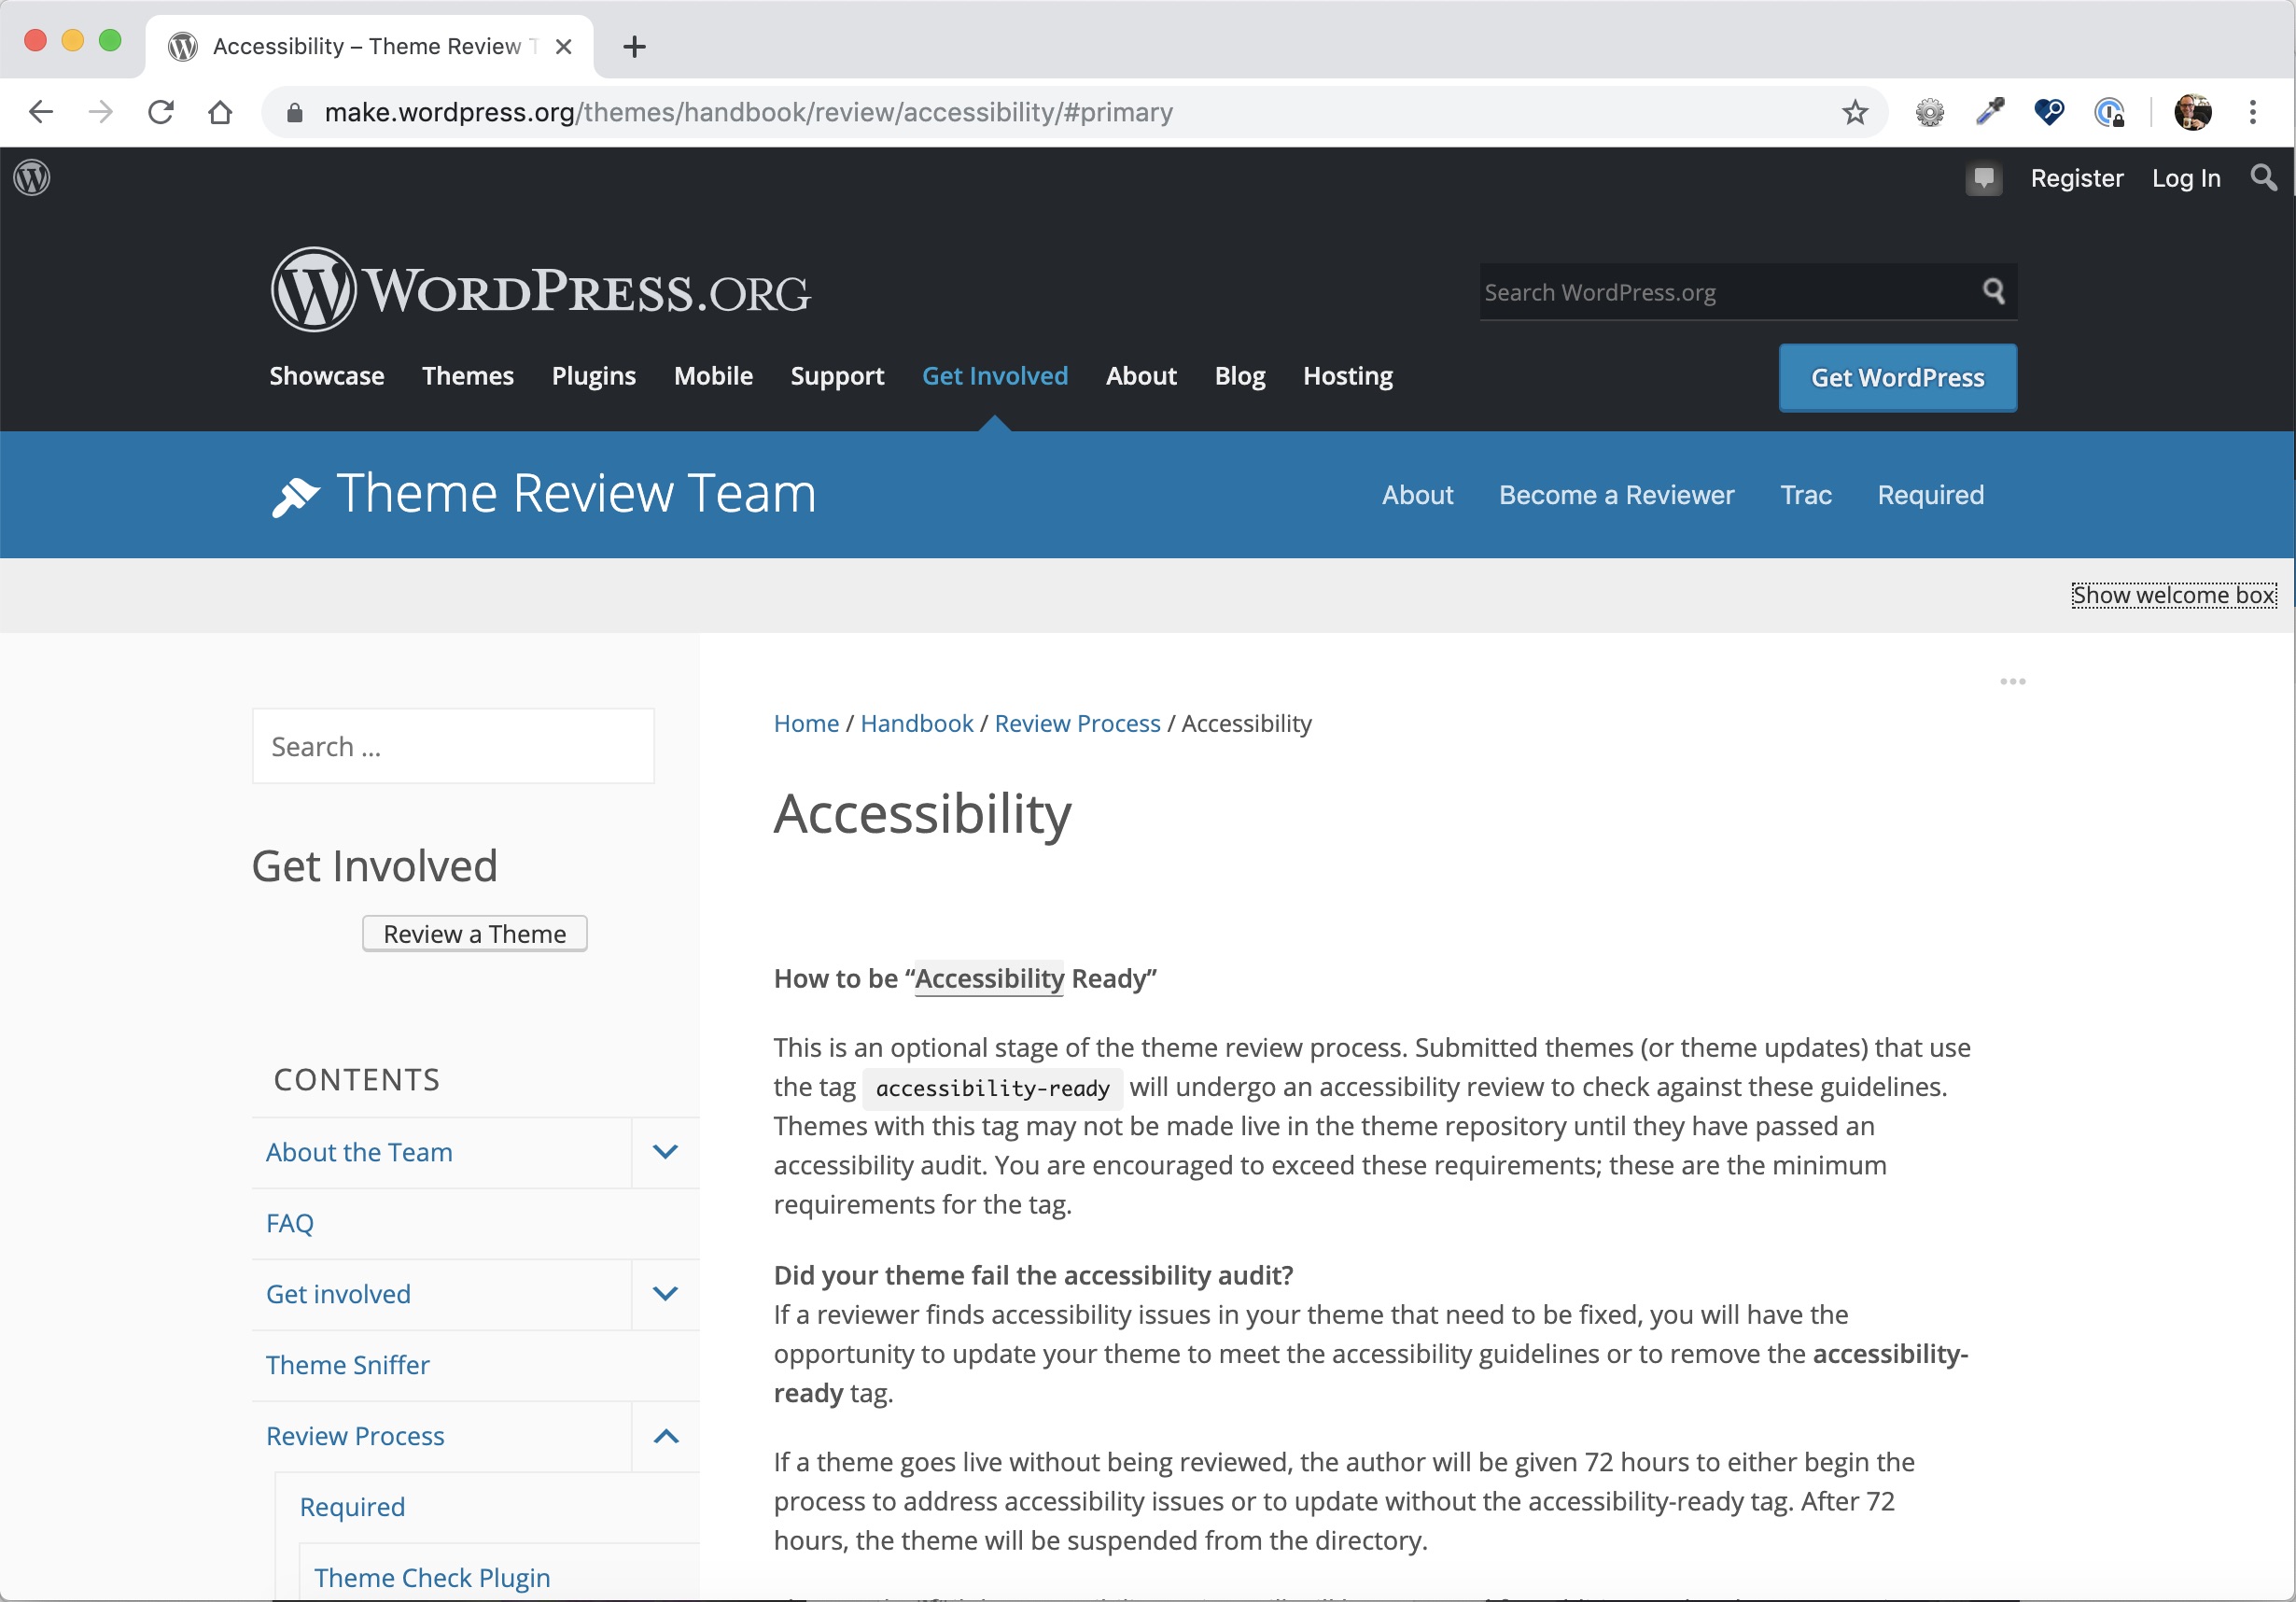 Accessibility – Theme Review T
make.wordpress.org/themes/handbook/review/accessibility/#primary
Register Log In
WORDPRESS.ORG
Search WordPress.org
Showcase Themes Plugins Mobile Support Get Involved About Blog Hosting
Get WordPress
Theme Review Team
About Become a Reviewer Trac Required
Show welcome box
Search ...
Get Involved
Review a Theme
CONTENTS
About the Team
FAQ
Get involved
Theme Sniffer
Review Process
Required
Theme Check Plugin
Home / Handbook / Review Process / Accessibility
Accessibility
How to be “Accessibility Ready”
This is an optional stage of the theme review process. Submitted themes (or theme updates) that use
the tag accessibility-ready will undergo an accessibility review to check against these guidelines.
Themes with this tag may not be made live in the theme repository until they have passed an
accessibility audit. You are encouraged to exceed these requirements; these are the minimum
requirements for the tag.
Did your theme fail the accessibility audit?
If a reviewer finds accessibility issues in your theme that need to be fixed, you will have the
opportunity to update your theme to meet the accessibility guidelines or to remove the accessibility-
ready tag.
If a theme goes live without being reviewed, the author will be given 72 hours to either begin the
process to address accessibility issues or to update without the accessibility-ready tag. After 72
hours, the theme will be suspended from the directory.